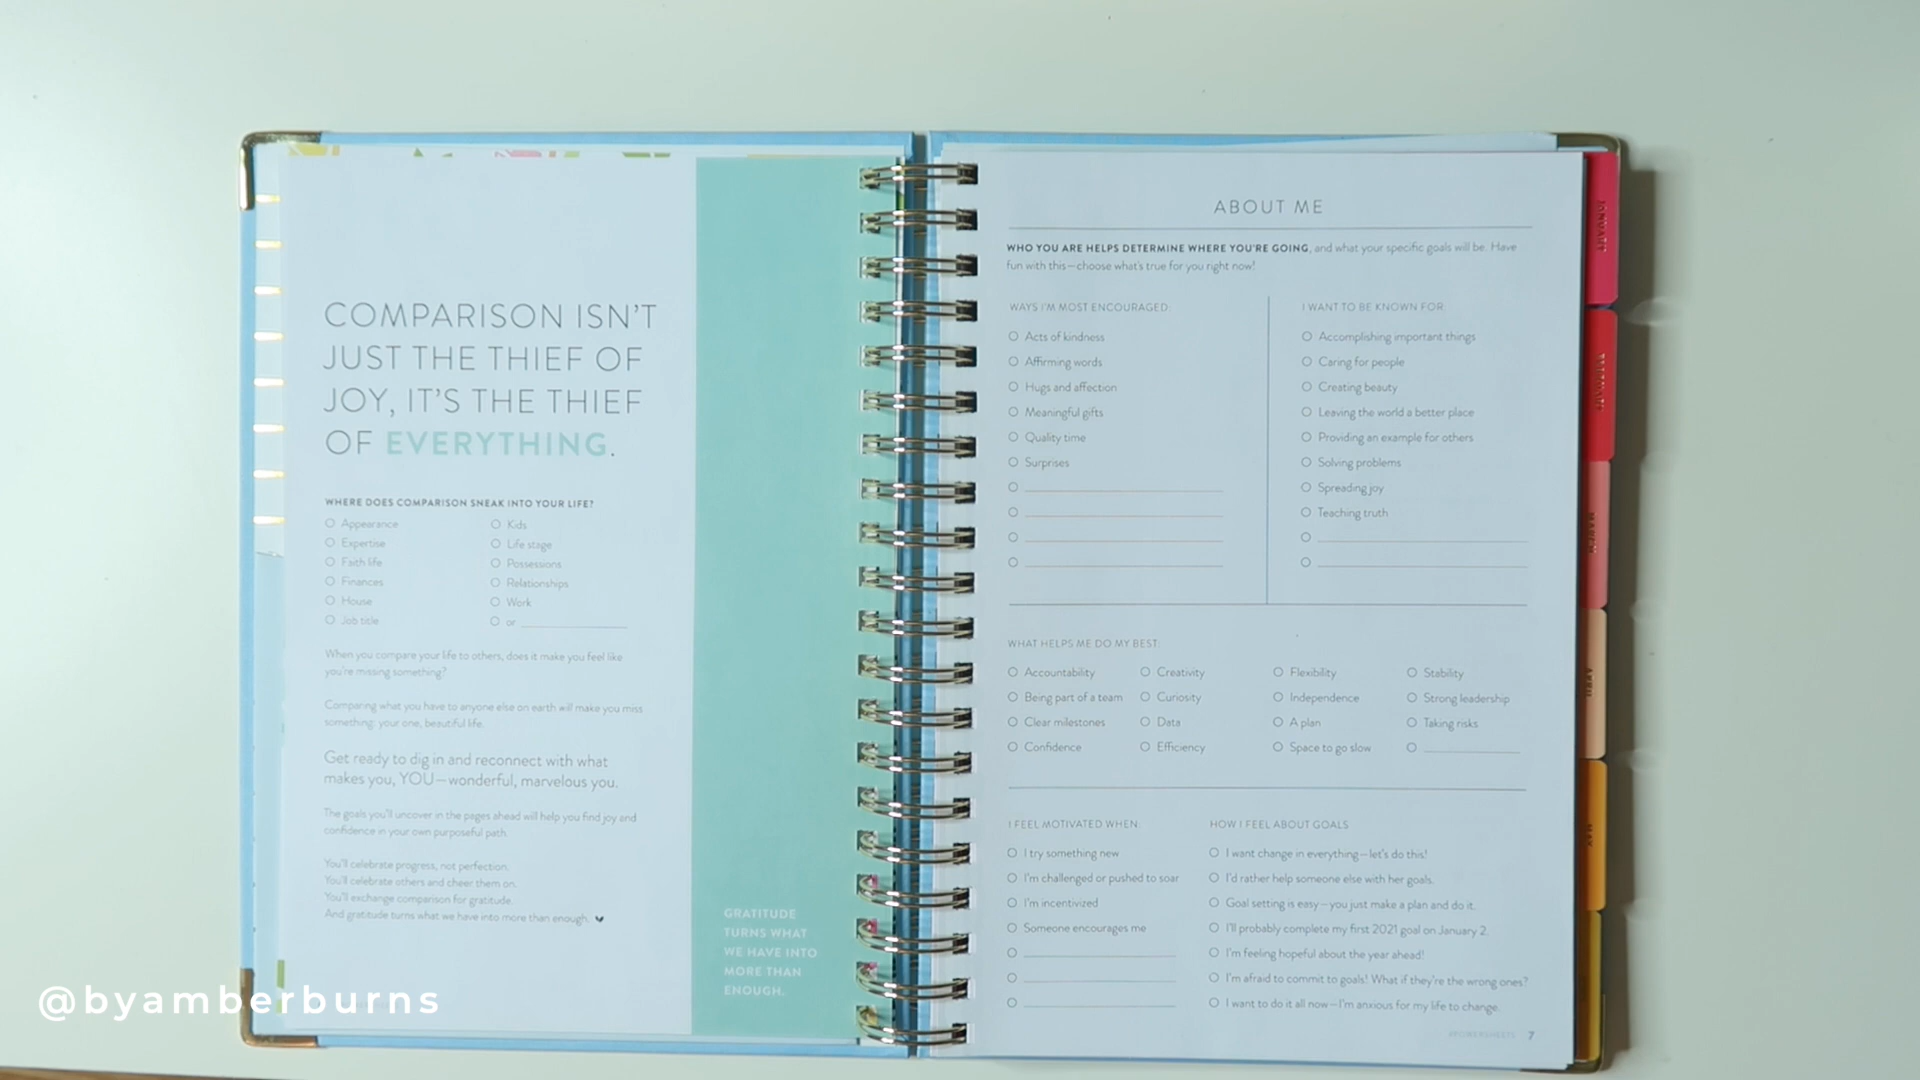 COMPARISON ISN'T
JUST THE THIEF OF
JOY, IT'S THE THIEF
OF EVERYTHING.
WHERE DOES COMPARISON SNEAK INTO YOUR LIFE?
Appearance
Expertise
Faith life
Finances
House
Job title
Kids
Life stage
Possessions
Relationships
Work
or
When you compare your life to others, does it make you feel like
you're missing something?
Comparing what you have to anyone else on earth will make you miss
something: your one, beautiful life.
Get ready to dig in and reconnect with what
makes you, YOU—wonderful, marvelous you.
The goals you'll uncover in the pages ahead will help you find joy and
confidence in your own purposeful path.
You'll celebrate progress, not perfection.
You'll celebrate others and cheer them on.
You'll exchange comparison for gratitude.
And gratitude turns what we have into more than enough.
GRATITUDE
TURNS WHAT
WE HAVE INTO
MORE THAN
ENOUGH.
ABOUT ME
WHO YOU ARE HELPS DETERMINE WHERE YOU'RE GOING, and what your specific goals will be. Have
fun with this—choose what's true for you right now!
WAYS I'M MOST ENCOURAGED:
Acts of kindness
Affirming words
Hugs and affection
Meaningful gifts
Quality time
Surprises
I WANT TO BE KNOWN FOR:
Accomplishing important things
Caring for people
Creating beauty
Leaving the world a better place
Providing an example for others
Solving problems
Spreading joy
Teaching truth
WHAT HELPS ME DO MY BEST:
Accountability
Being part of a team
Clear milestones
Confidence
Creativity
Curiosity
Data
Efficiency
Flexibility
Independence
A plan
Space to go slow
Stability
Strong leadership
Taking risks
I FEEL MOTIVATED WHEN:
I try something new
I'm challenged or pushed to soar
I'm incentivized
Someone encourages me
HOW I FEEL ABOUT GOALS
I want change in everything—let's do this!
I'd rather help someone else with her goals.
Goal setting is easy—you just make a plan and do it.
I'll probably complete my first 2021 goal on January 2.
I'm feeling hopeful about the year ahead!
I'm afraid to commit to goals! What if they're the wrong ones?
I want to do it all now—I'm anxious for my life to change.
#POWERSHEETS 7
JANUARY
FEBRUARY
MARCH
APRIL
MAY
@byamberburns